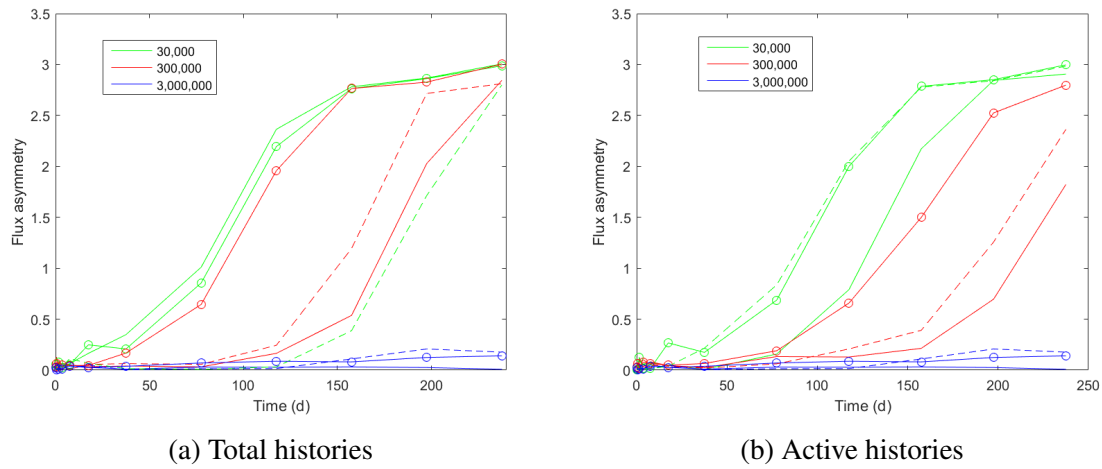 3.5
3
2.5
2
1.5
1
0.5
0
Flux asymmetry
30,000
300,000
3,000,000
0 50 100 150 200
Time (d)
(a) Total histories
3.5
3
2.5
2
1.5
1
0.5
0
Flux asymmetry
30,000
300,000
3,000,000
0 50 100 150 200 250
Time (d)
(b) Active histories